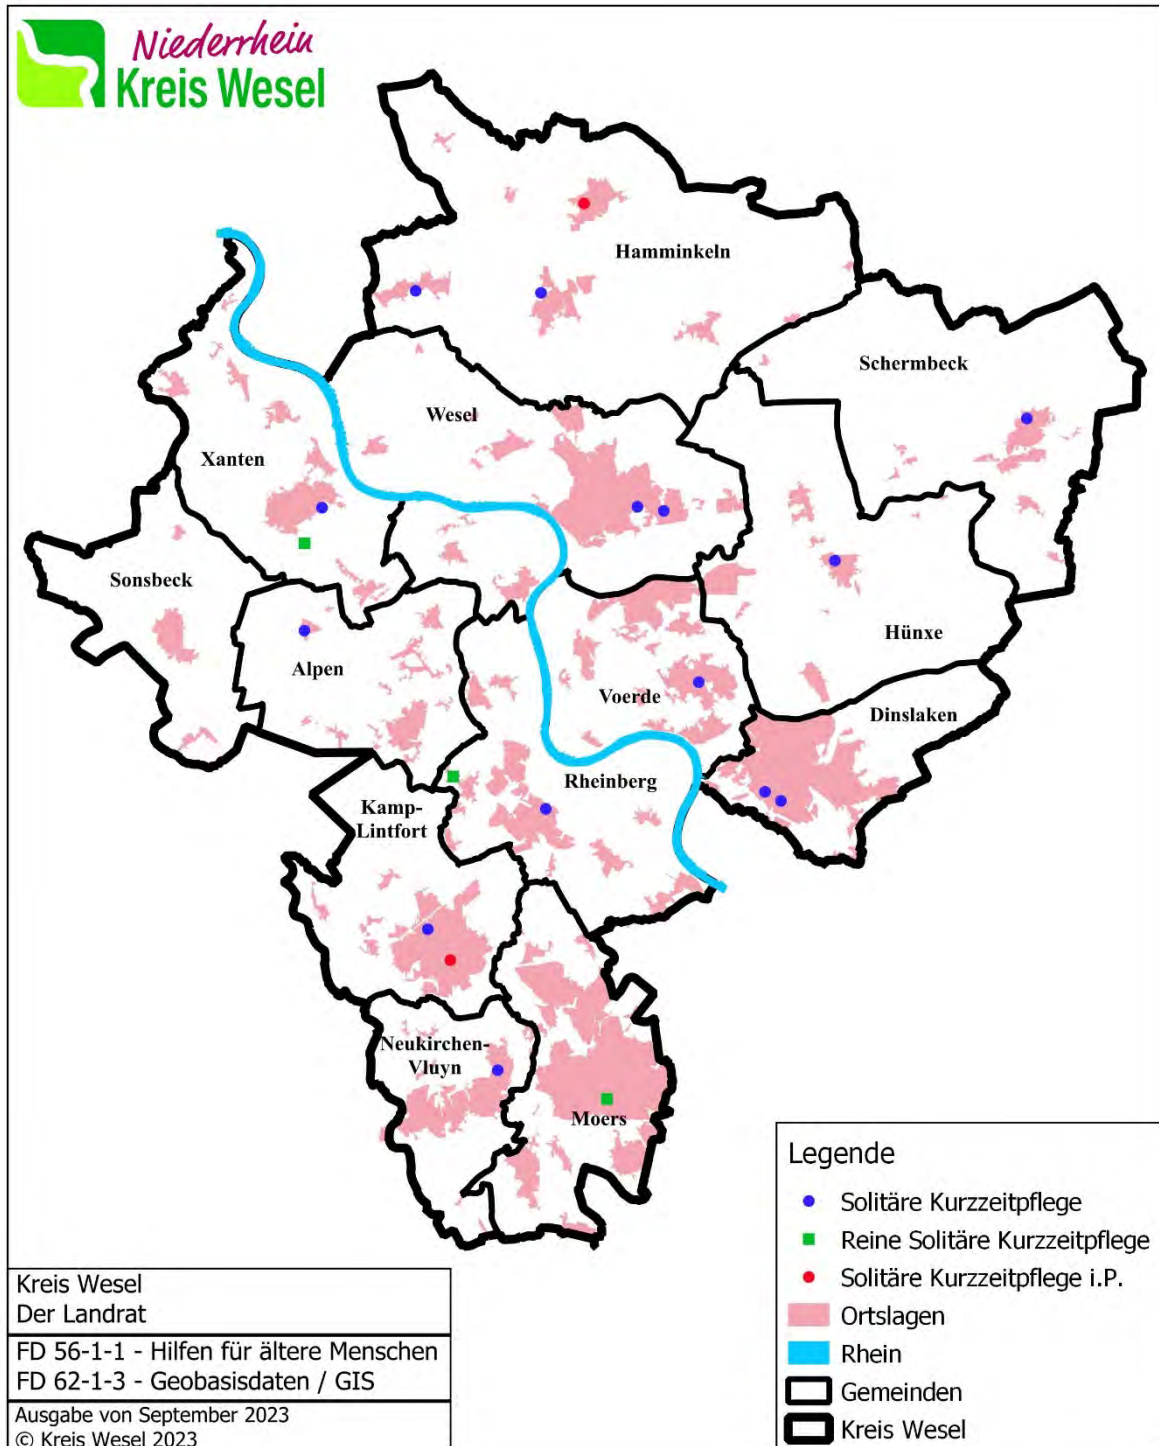 Niederrhein
Kreis Wesel
Hamminkeln
Schermbeck
Wesel
Xanten
Sonsbeck
Hünxe
Alpen
Voerde
Dinslaken
Rheinberg
Kamp-
Lintfort
Neukirchen-
Vluyn
Moers
Legende
Solitäre Kurzzeitpflege
Reine Solitäre Kurzzeitpflege
Solitäre Kurzzeitpflege i.P.
Ortslagen
Rhein
Gemeinden
Kreis Wesel
Kreis Wesel
Der Landrat
FD 56-1-1 - Hilfen für ältere Menschen
FD 62-1-3 - Geobasisdaten / GIS
Ausgabe von September 2023
© Kreis Wesel 2023